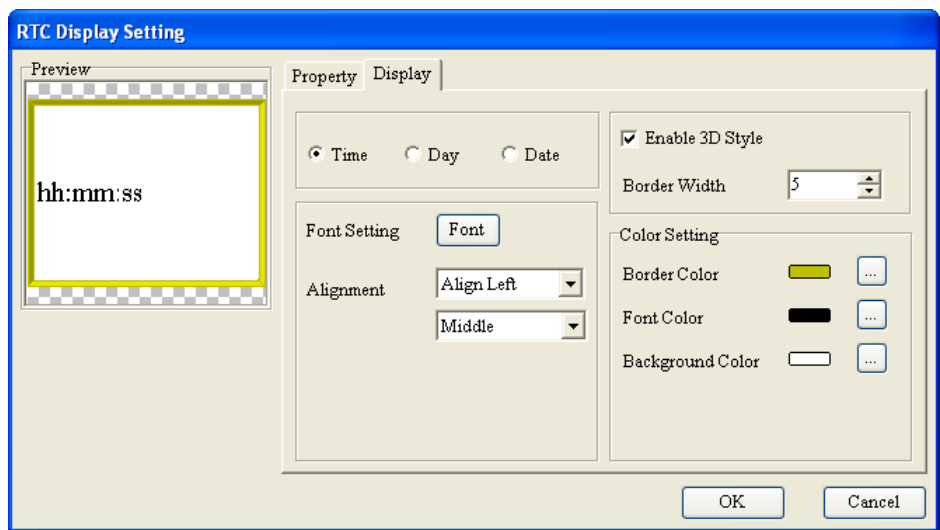 RTC Display Setting
Preview
hh:mm:ss
Property Display
Time Day Date
Font Setting Font
Alignment Align Left
Middle
Enable 3D Style
Border Width 5
Color Setting
Border Color ...
Font Color ...
Background Color ...
OK Cancel